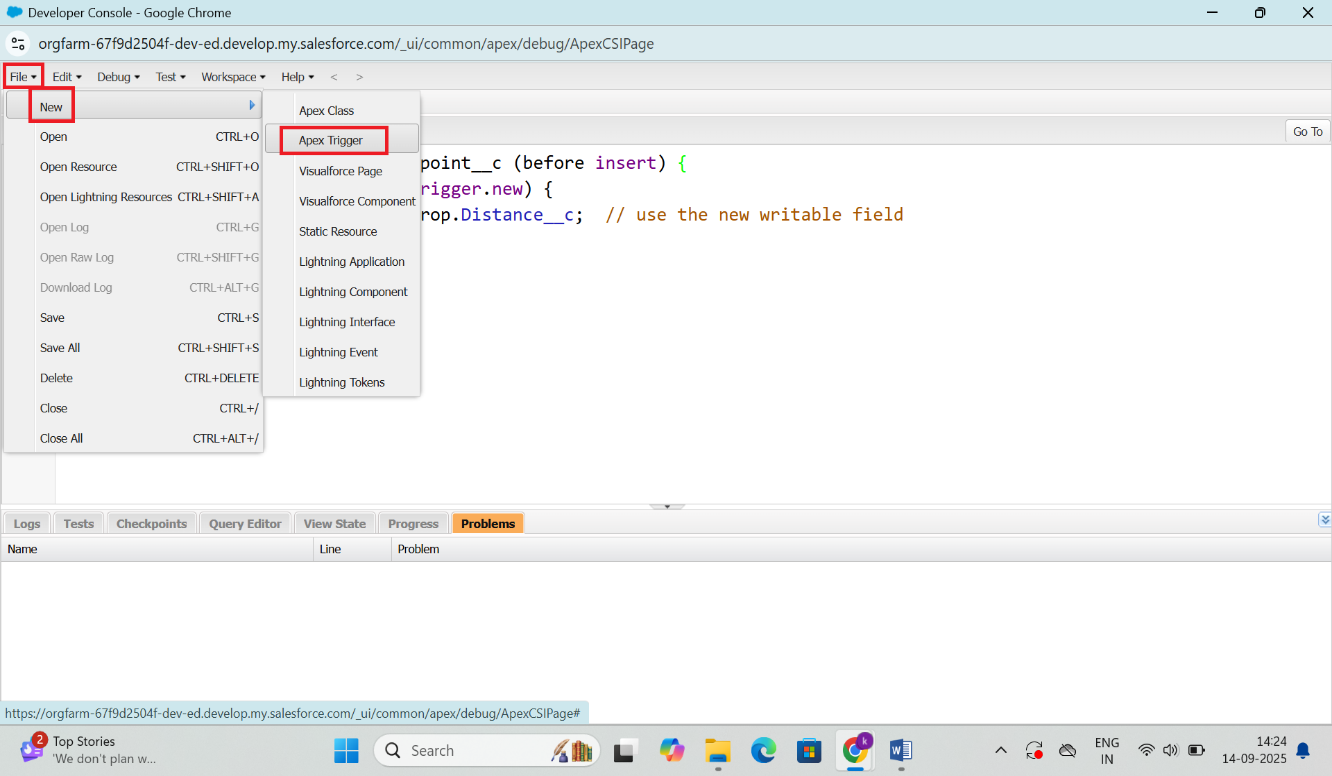 Developer Console - Google Chrome
orgfarm-67f9d2504f-dev-ed.develop.my.salesforce.com/_ui/common/apex/debug/ApexCSIPage
File Edit Debug Test Workspace Help < >
New
Open CTRL+O
Open Resource CTRL+SHIFT+O
Open Lightning Resources CTRL+SHIFT+A
Open Log CTRL+G
Open Raw Log CTRL+SHIFT+G
Download Log CTRL+ALT+G
Save CTRL+S
Save All CTRL+SHIFT+S
Delete CTRL+DELETE
Close CTRL+/
Close All CTRL+ALT+/
Apex Class
Apex Trigger
Visualforce Page
Visualforce Component
Static Resource
Lightning Application
Lightning Component
Lightning Interface
Lightning Event
Lightning Tokens
Go To
point__c (before insert) {
rigger.new) {
rop.Distance__c;  // use the new writable field
Logs Tests Checkpoints Query Editor View State Progress Problems
Name Line Problem
https://orgfarm-67f9d2504f-dev-ed.develop.my.salesforce.com/_ui/common/apex/debug/ApexCSIPage#
2
Top Stories
'We don't plan w...
Search
k
ENG
IN
14:24
14-09-2025